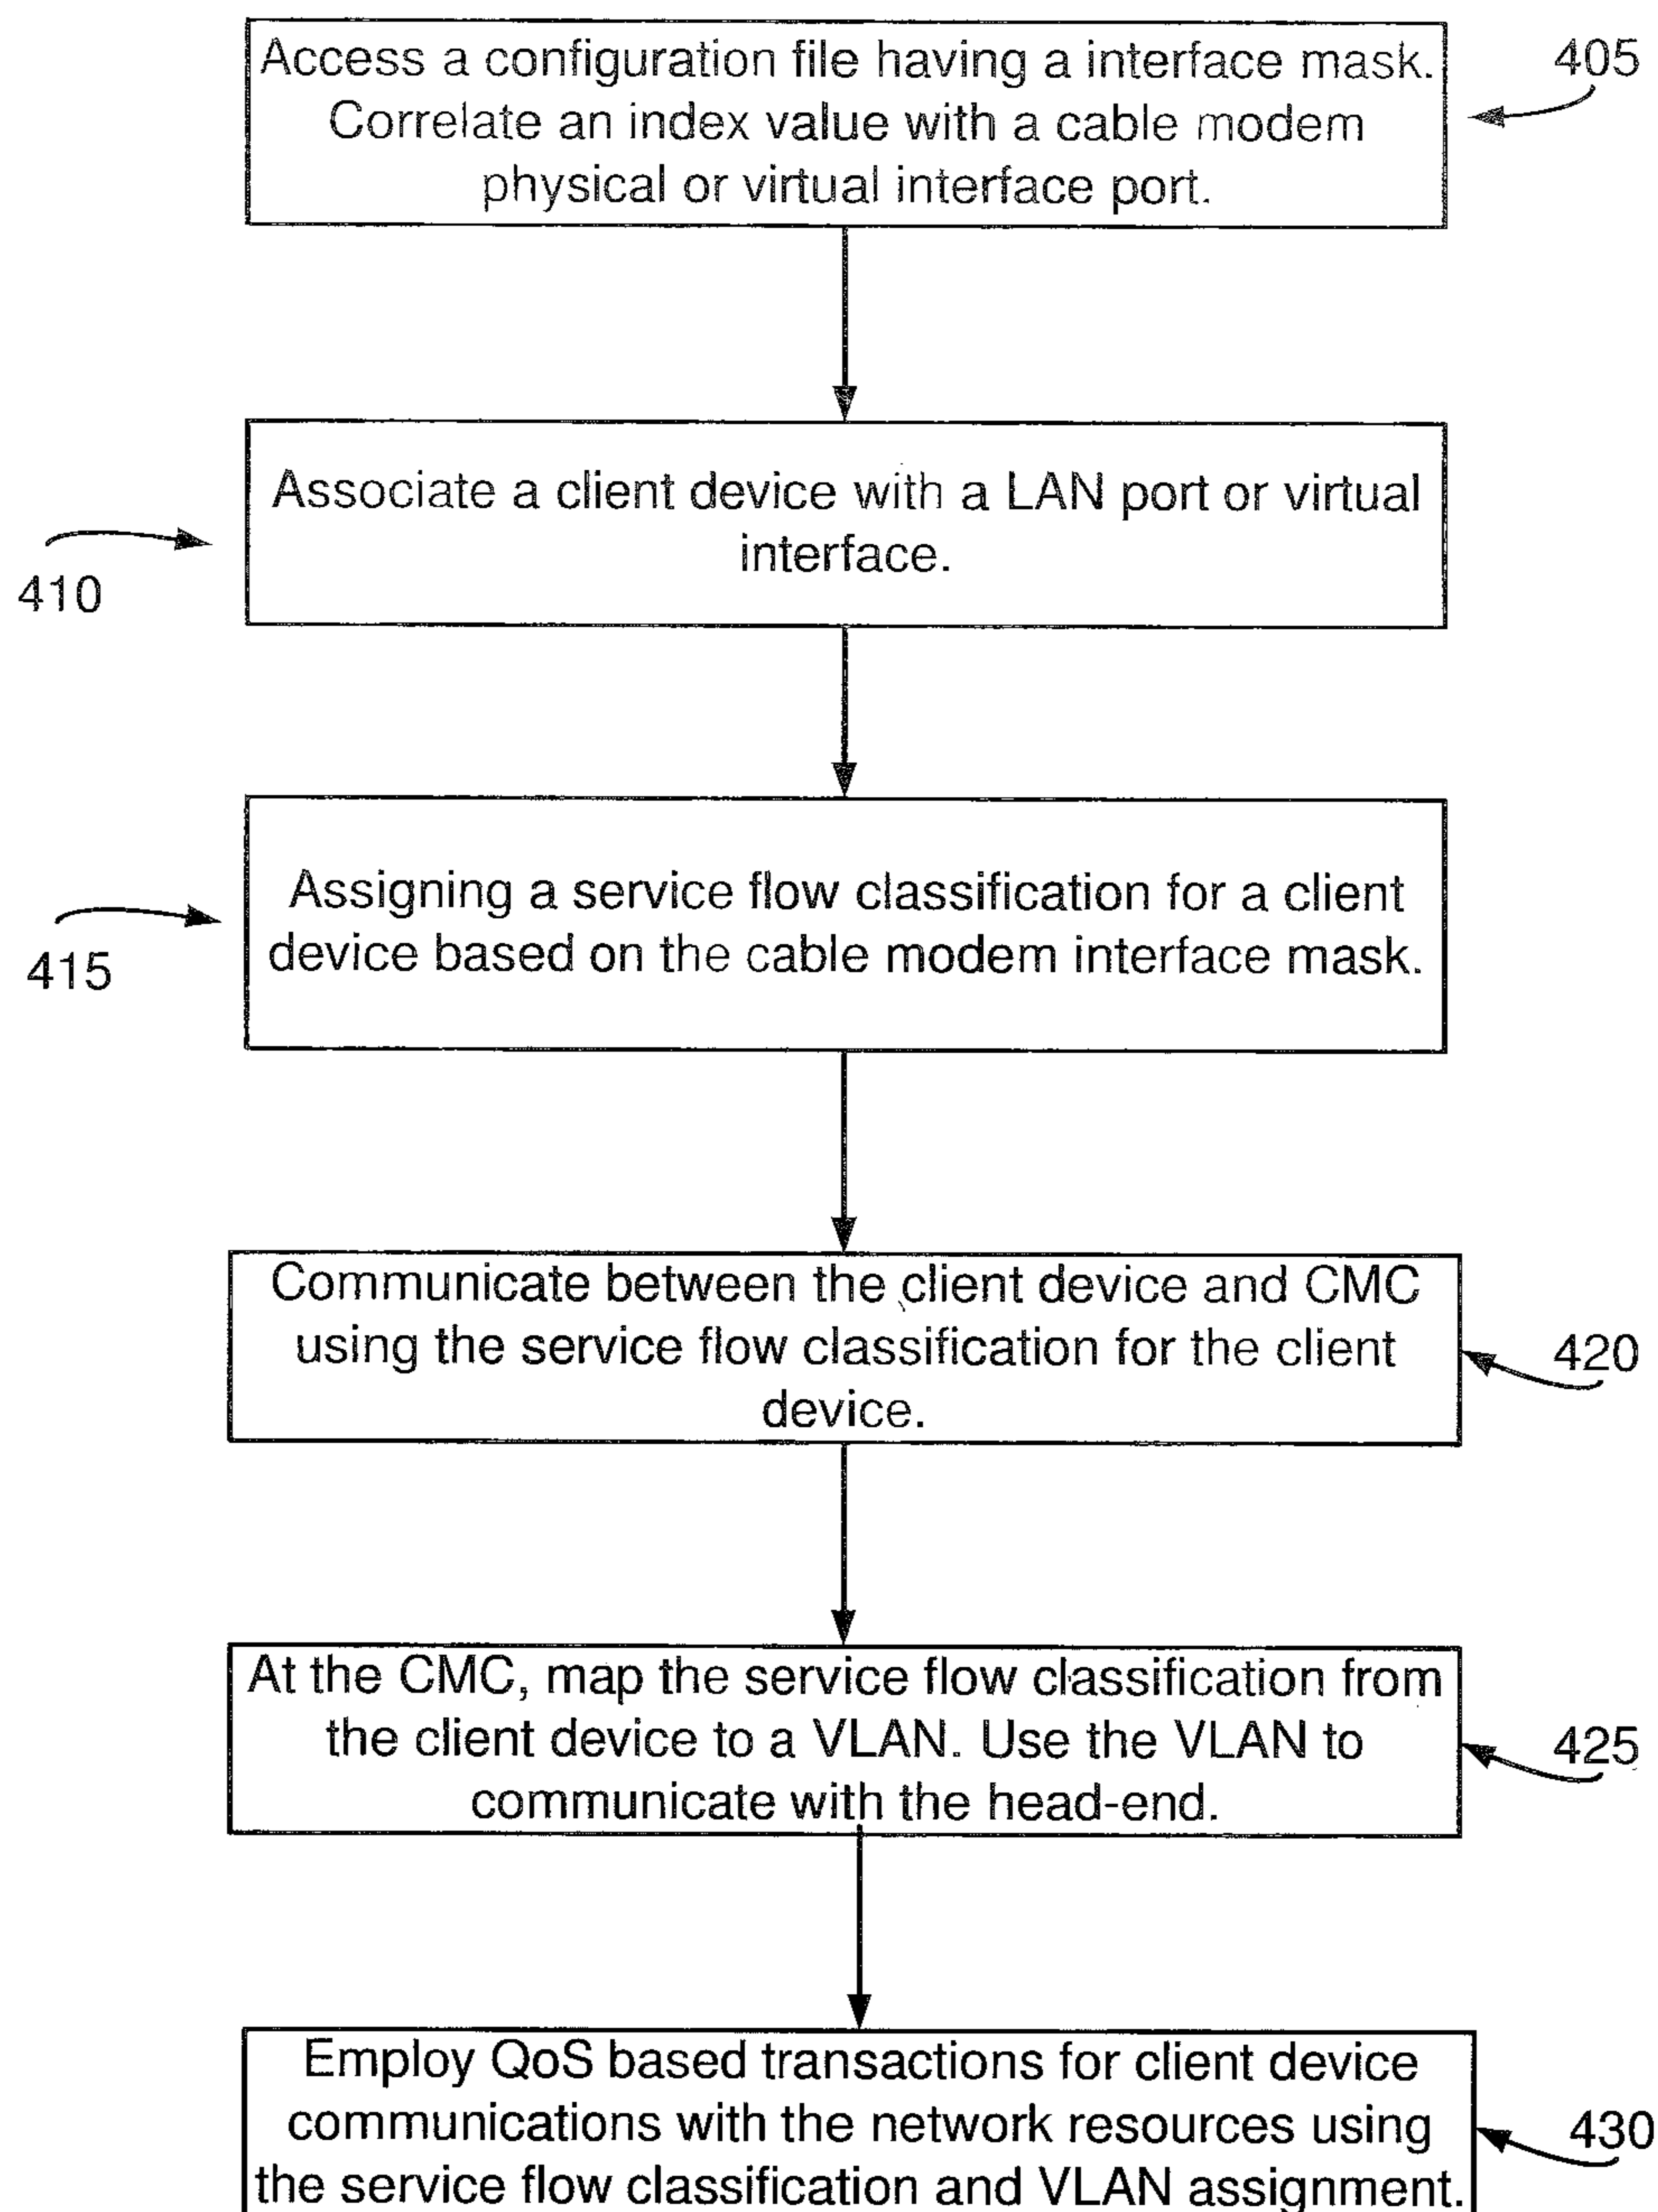 Access a configuration file having a interface mask.
Correlate an index value with a cable modem
physical or virtual interface port.
405
Associate a client device with a LAN port or virtual
interface.
410
Assigning a service flow classification for a client
device based on the cable modem interface mask.
415
Communicate between the client device and CMC
using the service flow classification for the client
device.
420
At the CMC, map the service flow classification from
the client device to a VLAN. Use the VLAN to
communicate with the head-end.
425
Employ QoS based transactions for client device
communications with the network resources using
the service flow classification and VLAN assignment.
430